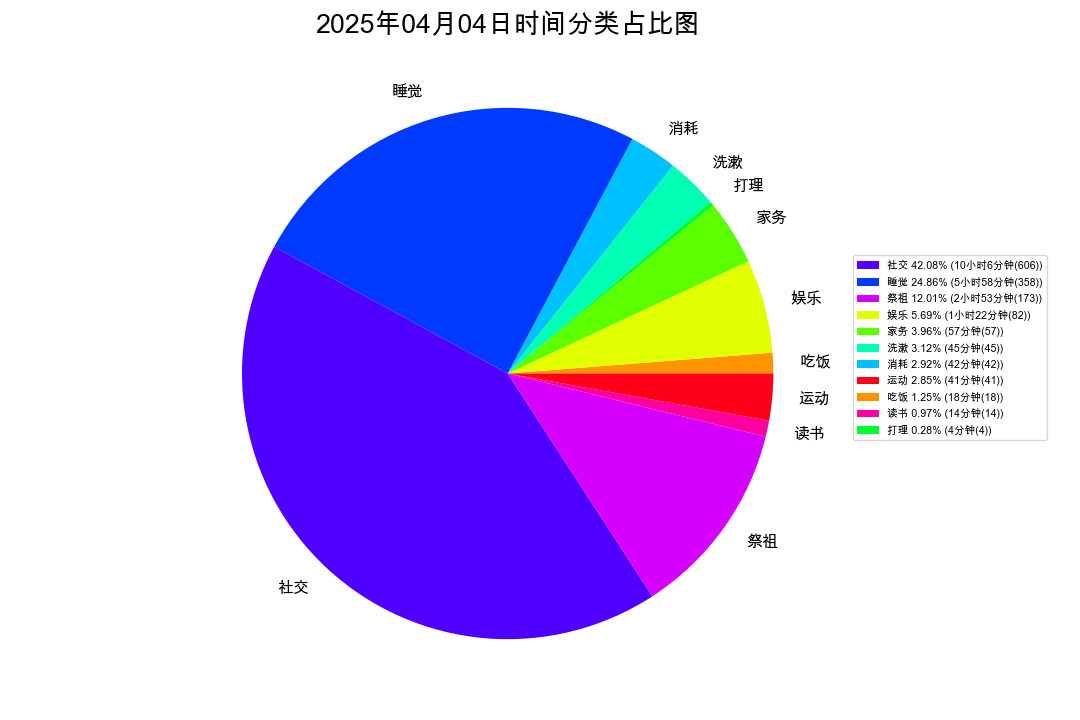 2025年04月04日时间分类占比图
睡觉
消耗
洗漱
打理
家务
娱乐
吃饭
运动
读书
祭祖
社交
社交 42.08% (10小时6分钟(606))
睡觉 24.86% (5小时58分钟(358))
祭祖 12.01% (2小时53分钟(173))
娱乐 5.69% (1小时22分钟(82))
家务 3.96% (57分钟(57))
洗漱 3.12% (45分钟(45))
消耗 2.92% (42分钟(42))
运动 2.85% (41分钟(41))
吃饭 1.25% (18分钟(18))
读书 0.97% (14分钟(14))
打理 0.28% (4分钟(4))